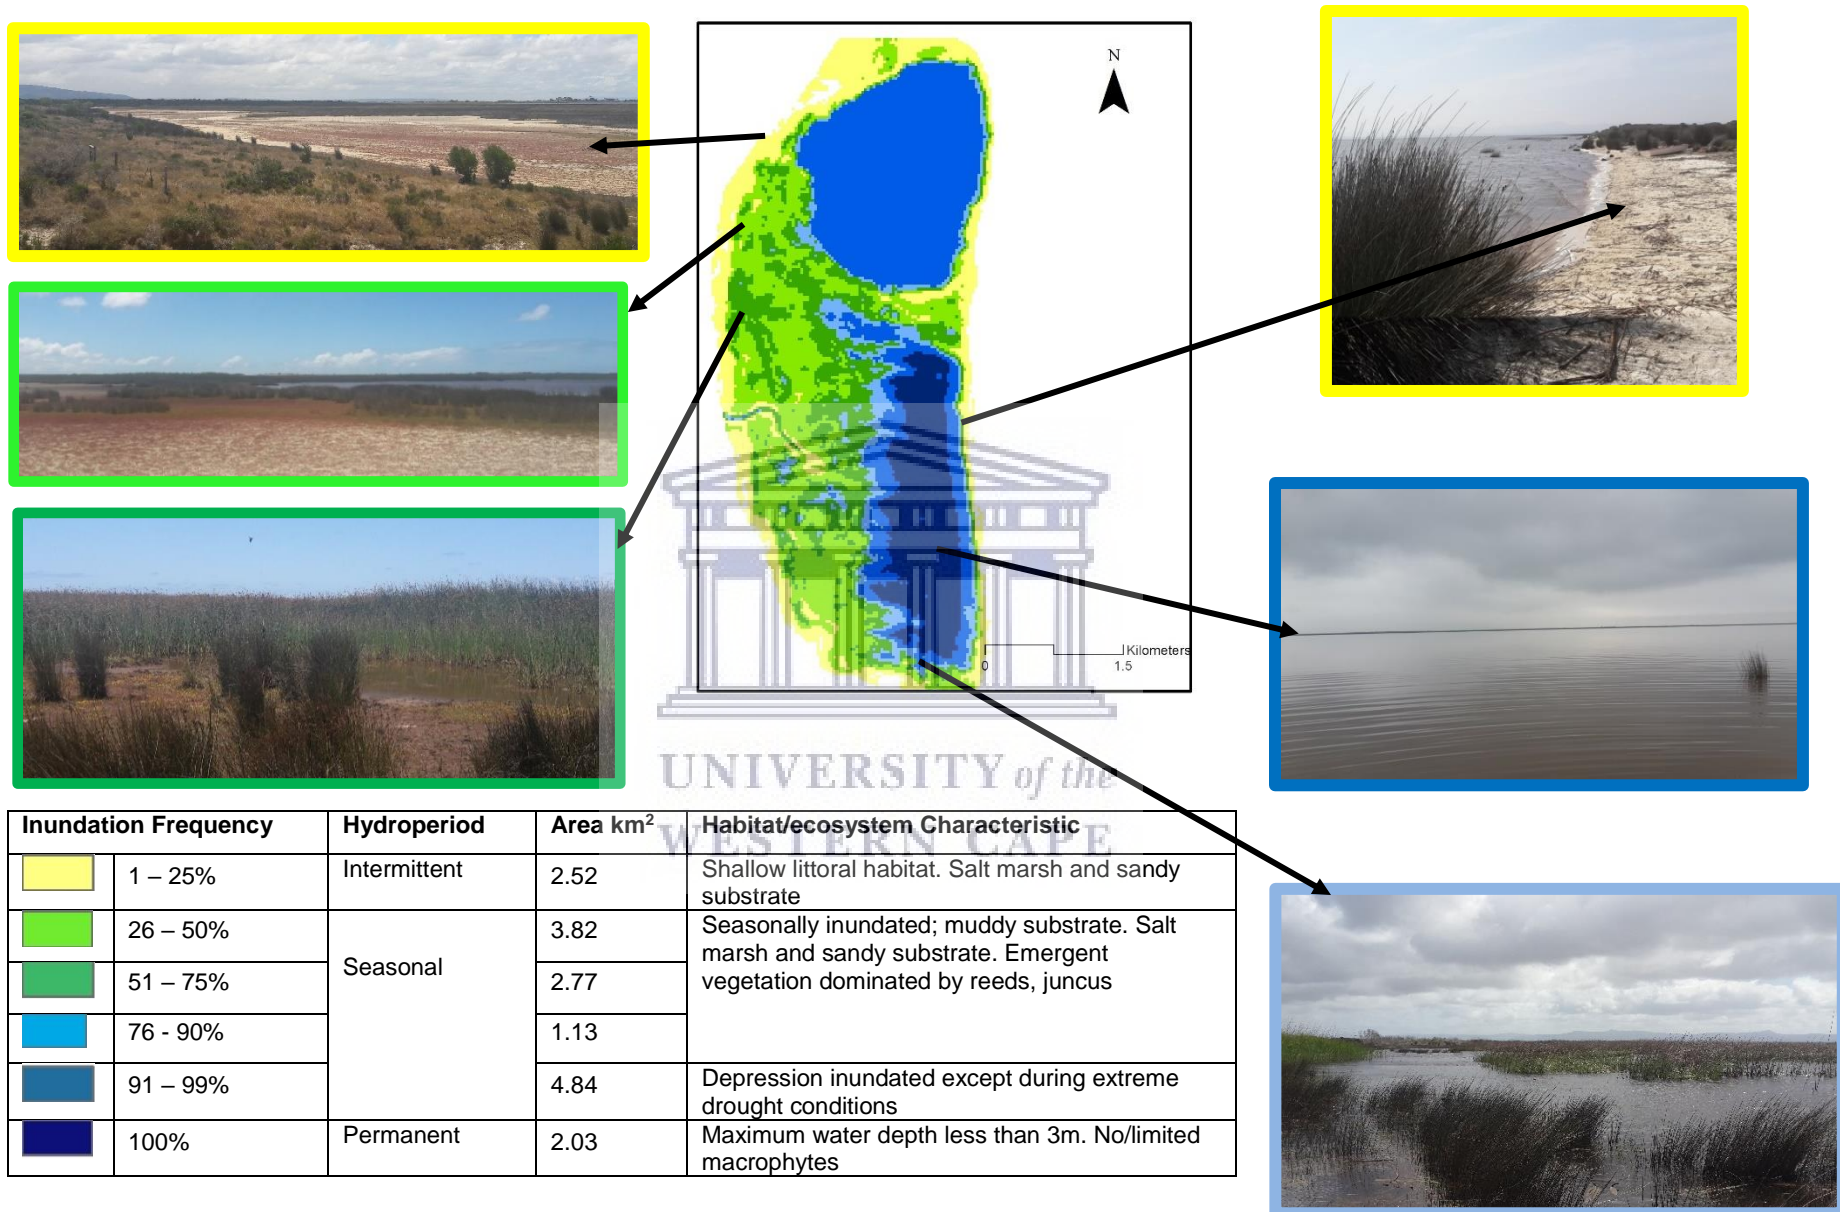 N
Kilometers
0 1.5
UNIVERSITY of the
WESTERN CAPE
Inundation Frequency Hydroperiod Area km² Habitat/ecosystem Characteristic
1 – 25% Intermittent 2.52 Shallow littoral habitat. Salt marsh and sandy
substrate
26 – 50% 3.82 Seasonally inundated; muddy substrate. Salt
marsh and sandy substrate. Emergent
Seasonal
51 – 75% 2.77 vegetation dominated by reeds, juncus
76 - 90% 1.13
91 – 99% 4.84 Depression inundated except during extreme
drought conditions
100% Permanent 2.03 Maximum water depth less than 3m. No/limited
macrophytes